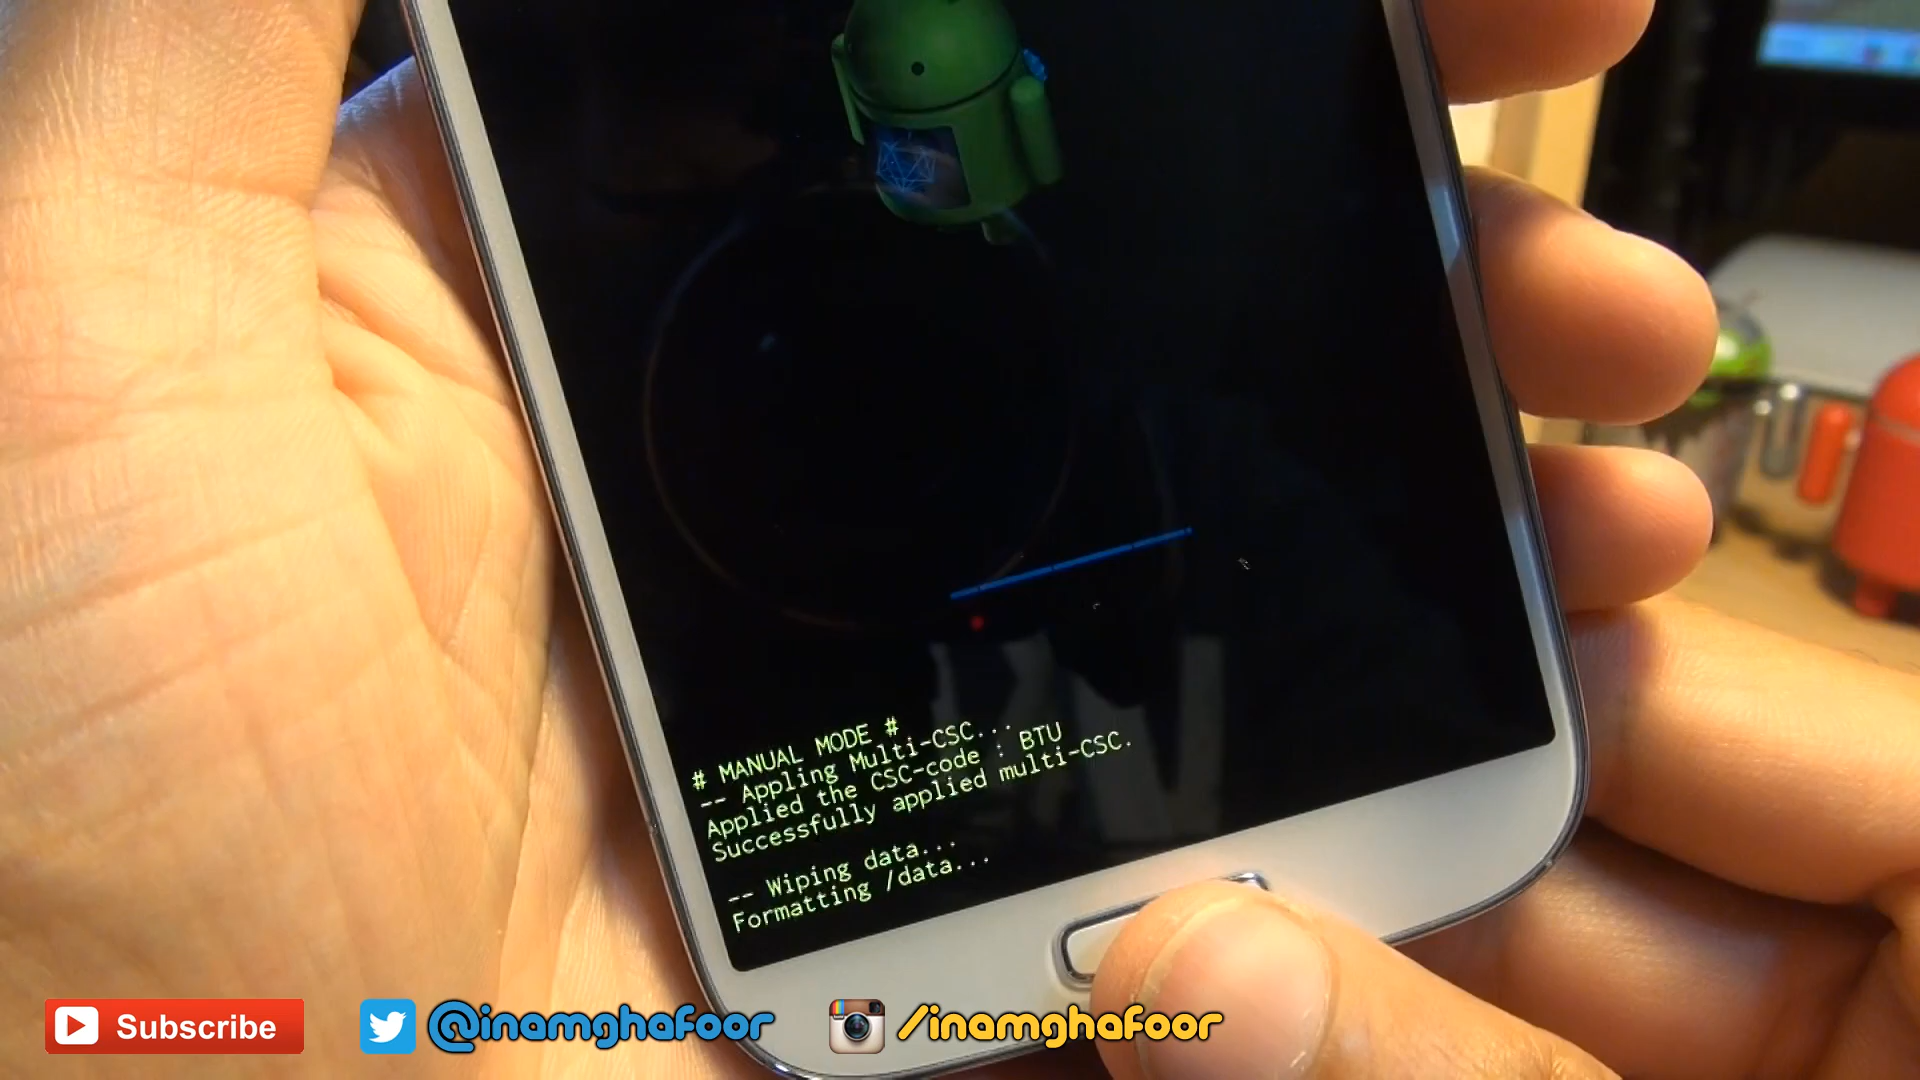 # MANUAL MODE #
-- Appling Multi-CSC...
Applied the CSC-code : BTU
Successfully applied multi-CSC.
-- Wiping data...
Formatting /data...
Subscribe
@inamghafoor
/inamghafoor